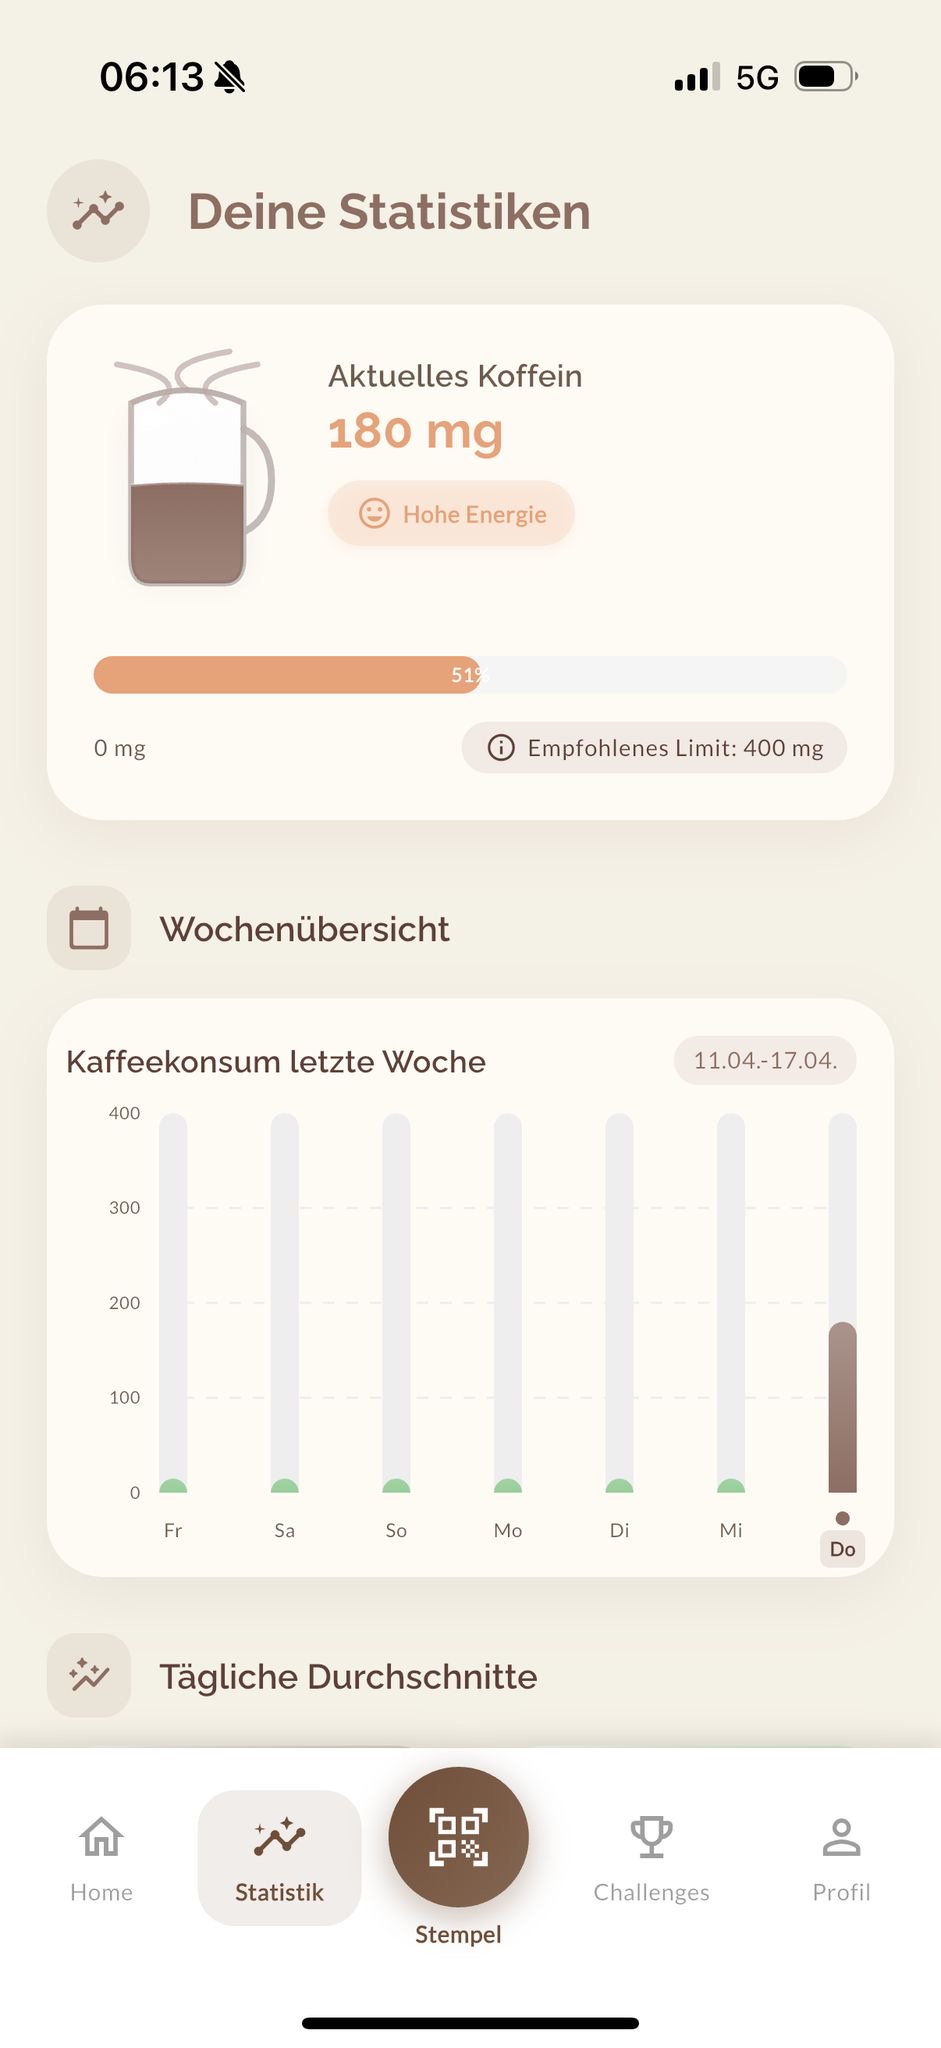 06:13
5G
Deine Statistiken
Aktuelles Koffein
180 mg
Hohe Energie
51%
0 mg
Empfohlenes Limit: 400 mg
Wochenübersicht
Kaffeekonsum letzte Woche
11.04.-17.04.
400
300
200
100
0
Fr Sa So Mo Di Mi Do
Tägliche Durchschnitte
Home Statistik Stempel Challenges Profil